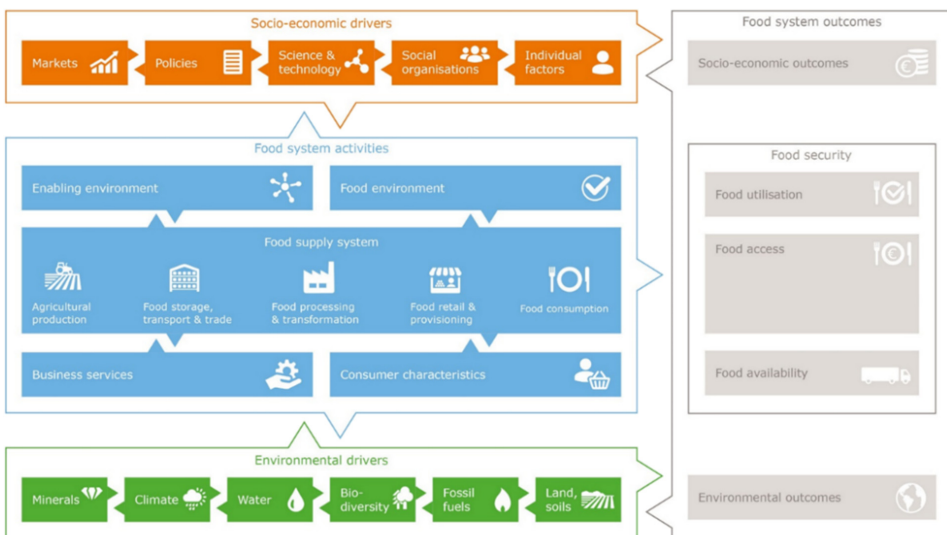 Socio-economic drivers
Markets
Policies
Science &
technology
Social
organisations
Individual
factors
Food system activities
Enabling environment
Food environment
Food supply system
Agricultural
production
Food storage,
transport & trade
Food processing
& transformation
Food retail &
provisioning
Food consumption
Business services
Consumer characteristics
Environmental drivers
Minerals
Climate
Water
Bio-
diversity
Fossil
fuels
Land,
soils
Food system outcomes
Socio-economic outcomes
€
Food security
Food utilisation
Food access
€
Food availability
Environmental outcomes